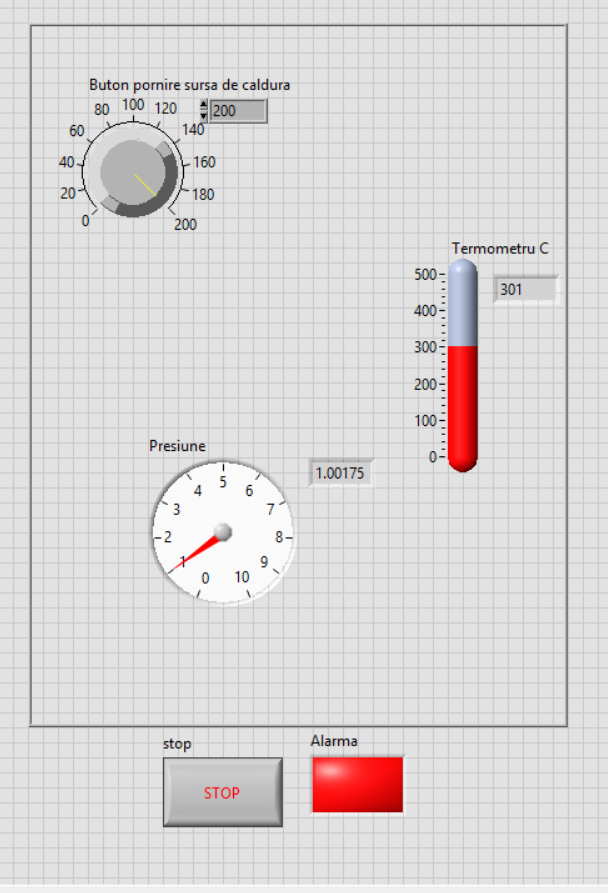 Buton pornire sursa de caldura
80 100 120 200
60 140
40 160
20 180
0 200
Termometru C
500 301
400
300
200
100
0
Presiune
1.00175
5
4 6
3 7
2 8
1 9
0 10
stop Alarma
STOP